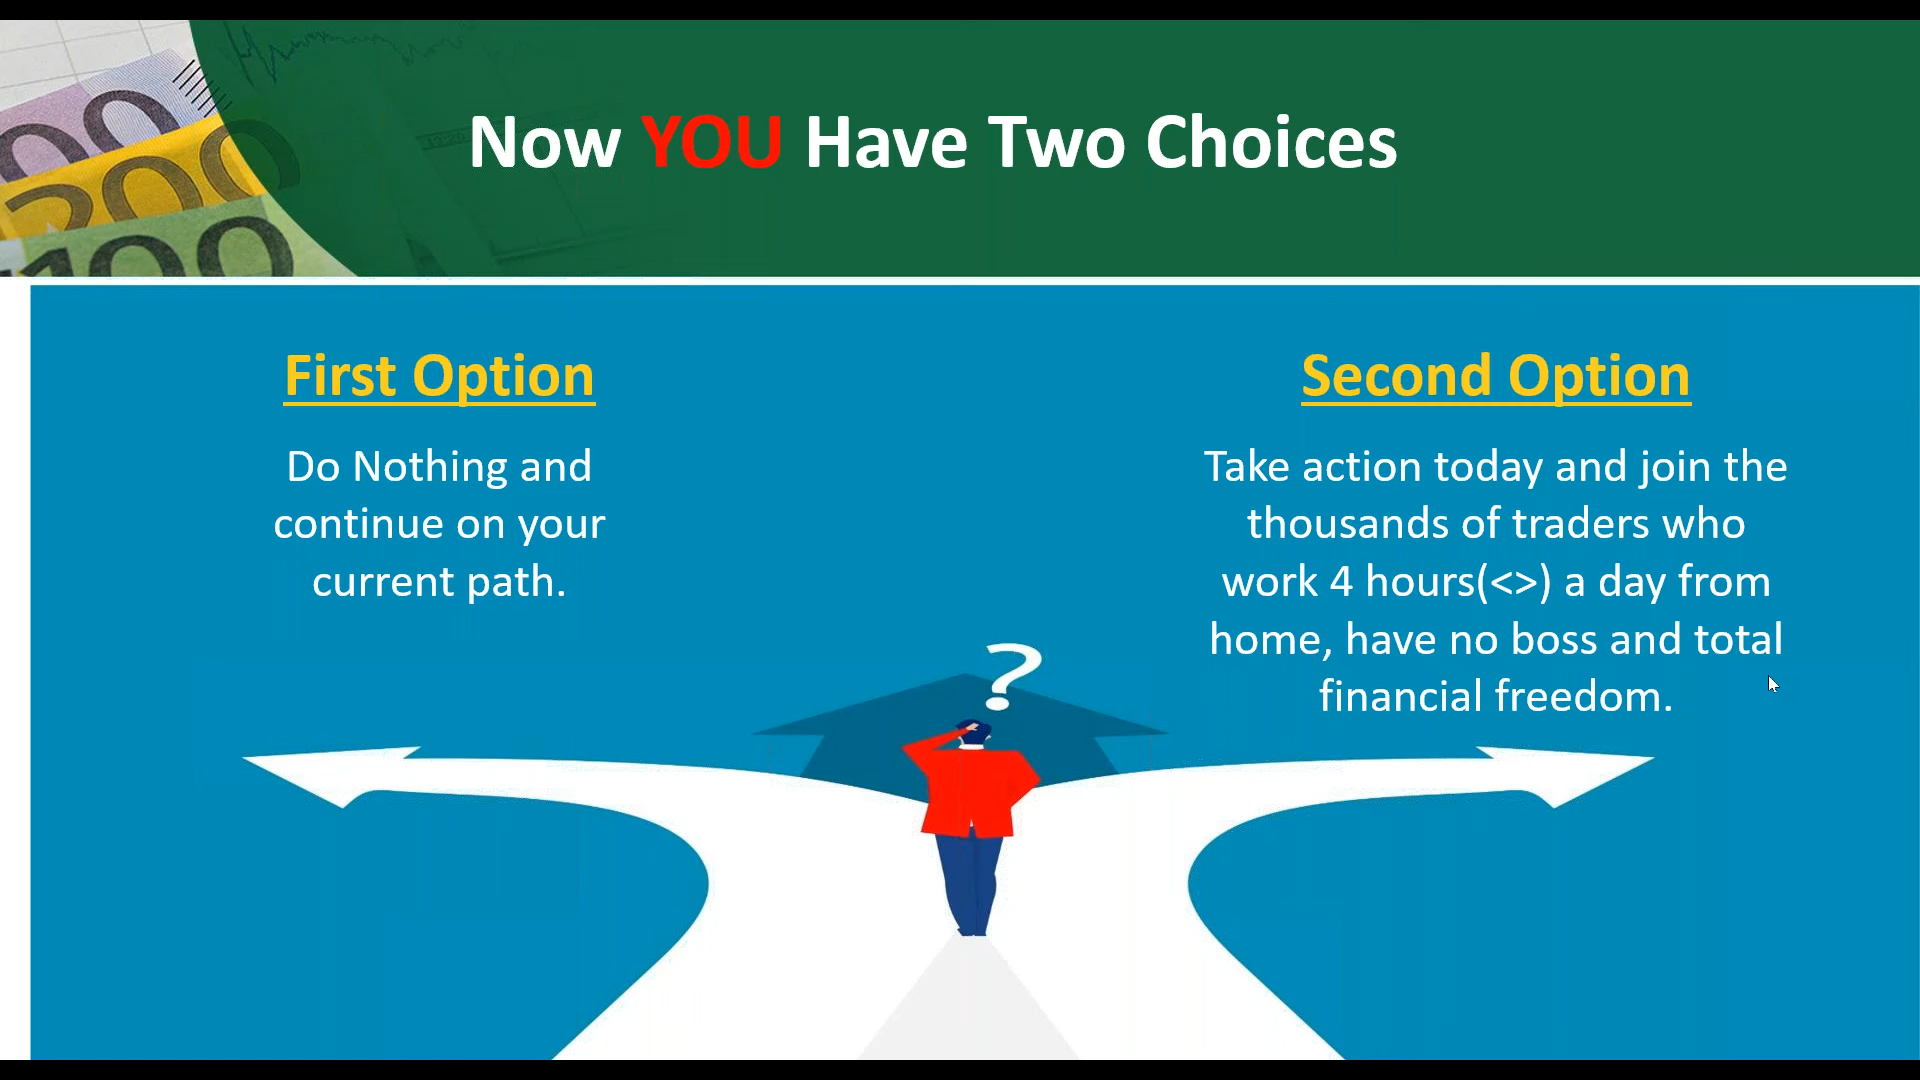 Now YOU Have Two Choices
First Option
Do Nothing and
continue on your
current path.
Second Option
Take action today and join the
thousands of traders who
work 4 hours(<>) a day from
home, have no boss and total
financial freedom.
?
200
100